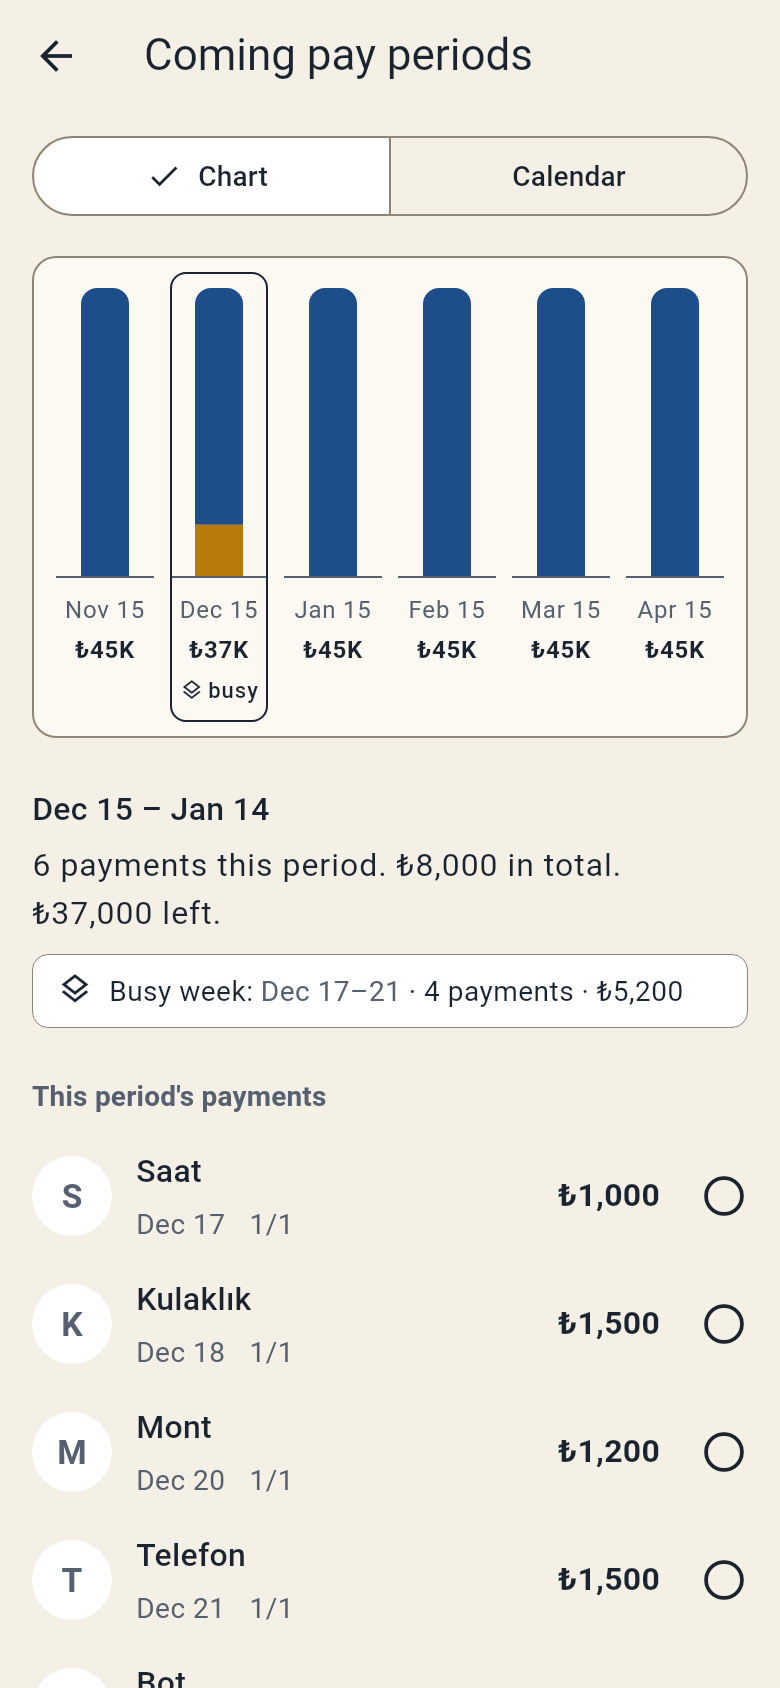 Coming pay periods
Chart
Calendar
Nov 15
₺45K
Dec 15
₺37K
busy
Jan 15
₺45K
Feb 15
₺45K
Mar 15
₺45K
Apr 15
₺45K
Dec 15 – Jan 14
6 payments this period. ₺8,000 in total.
₺37,000 left.
Busy week: Dec 17–21 · 4 payments · ₺5,200
This period's payments
S
Saat
Dec 17 1/1
₺1,000
K
Kulaklık
Dec 18 1/1
₺1,500
M
Mont
Dec 20 1/1
₺1,200
T
Telefon
Dec 21 1/1
₺1,500
Bot